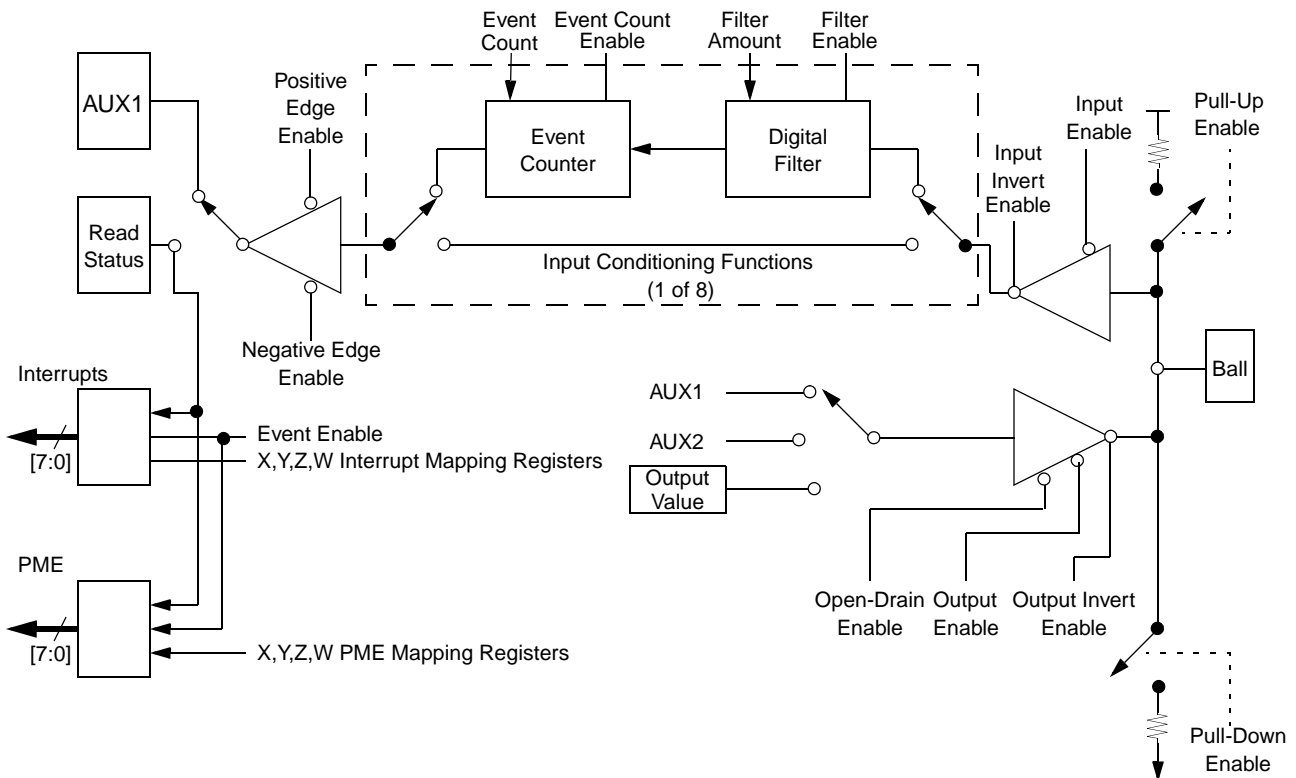 Event
Count
Event Count
Enable
Filter
Amount
Filter
Enable
AUX1
Positive
Edge
Enable
Event
Counter
Digital
Filter
Input
Enable
Pull-Up
Enable
Input
Invert
Enable
Read
Status
Input Conditioning Functions
(1 of 8)
Negative Edge
Enable
Ball
Interrupts
[7:0]
Event Enable
X,Y,Z,W Interrupt Mapping Registers
AUX1
AUX2
Output
Value
PME
[7:0]
X,Y,Z,W PME Mapping Registers
Open-Drain
Enable
Output
Enable
Output Invert
Enable
Pull-Down
Enable